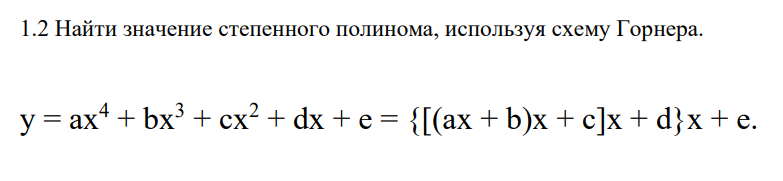 1.2 Найти значение степенного полинома, используя схему Горнера.
y = ax⁴ + bx³ + cx² + dx + e = {[(ax + b)x + c]x + d}x + e.